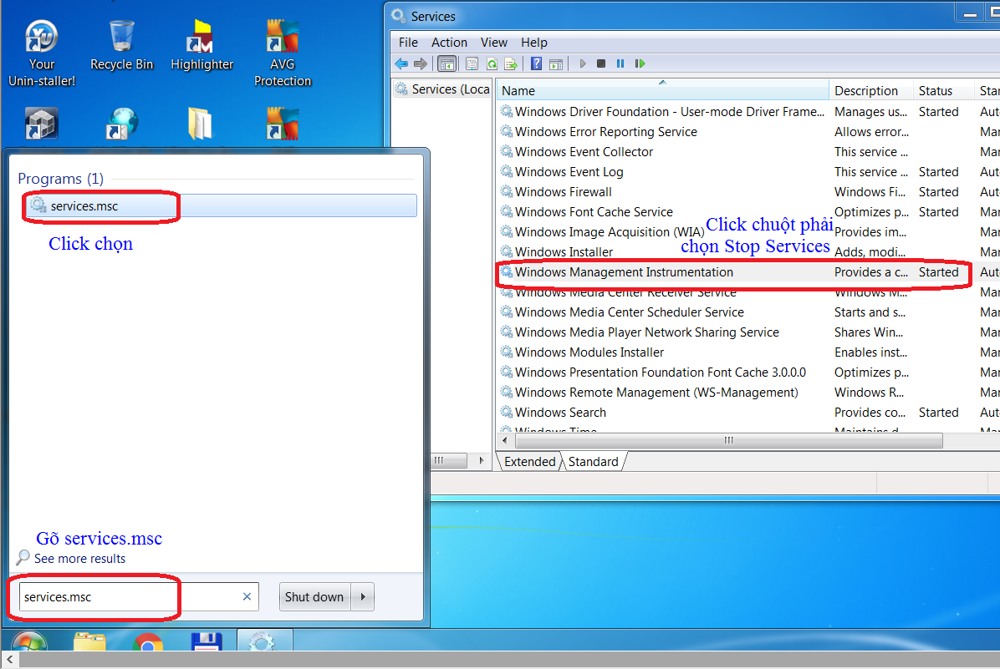 Your
Unin-staller!
Recycle Bin
Highlighter
AVG
Protection
Programs (1)
services.msc
Click chọn
Gõ services.msc
See more results
services.msc
Shut down
Services
File Action View Help
Services (Loca
Name Description Status Star
Windows Driver Foundation - User-mode Driver Frame... Manages us... Started Aut
Windows Error Reporting Service Allows error... Mar
Windows Event Collector This service ... Mar
Windows Event Log This service ... Started Aut
Windows Firewall Windows Fi... Started Aut
Windows Font Cache Service Optimizes p... Started Aut
Click chuột phải
chọn Stop Services
Windows Image Acquisition (WIA) Provides im... Mar
Windows Installer Adds, modi... Mar
Windows Management Instrumentation Provides a c... Started Aut
Windows Media Center Receiver Service Windows M... Mar
Windows Media Center Scheduler Service Starts and s... Mar
Windows Media Player Network Sharing Service Shares Win... Mar
Windows Modules Installer Enables inst... Mar
Windows Presentation Foundation Font Cache 3.0.0.0 Optimizes p... Mar
Windows Remote Management (WS-Management) Windows R... Mar
Windows Search Provides co... Started Aut
Windows Time Maintains d... Mar
Extended Standard